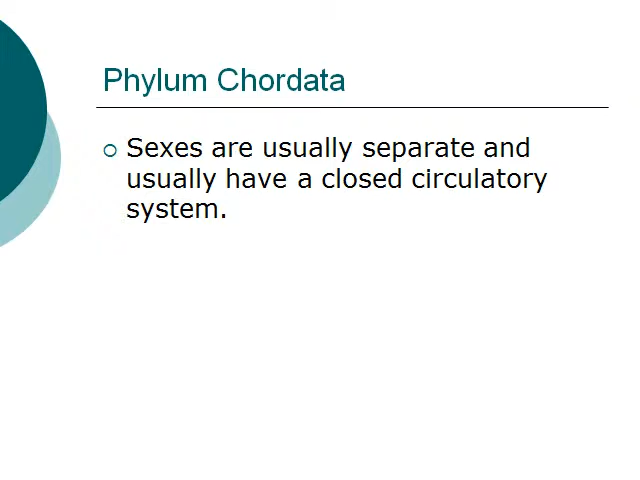 Phylum Chordata
Sexes are usually separate and
usually have a closed circulatory
system.